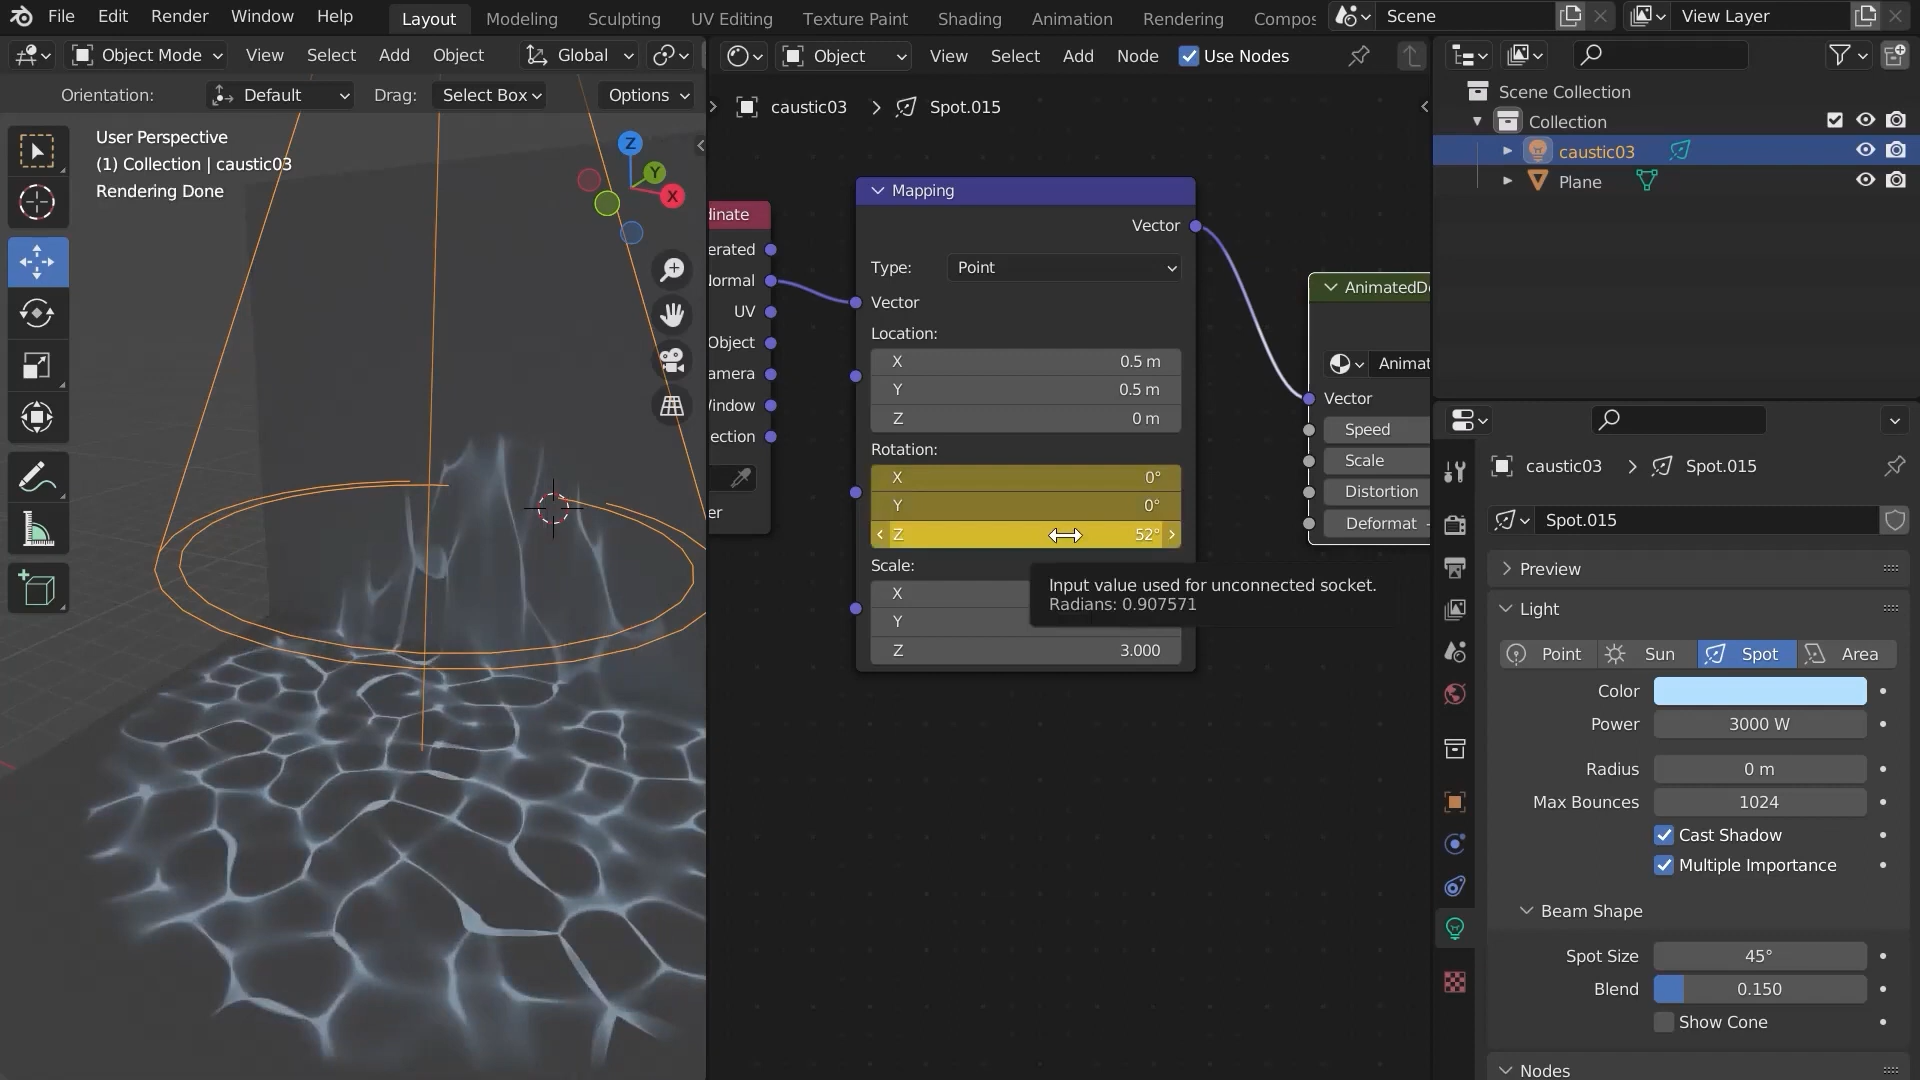 File Edit Render Window Help
Layout Modeling Sculpting UV Editing Texture Paint Shading Animation Rendering Compos
Scene
View Layer
Object Mode View Select Add Object Global
Object View Select Add Node Use Nodes
Orientation: Default Drag: Select Box Options
User Perspective
(1) Collection | caustic03
Rendering Done
Z
Y
X
caustic03 > Spot.015
dinate
erated
Normal
UV
Object
amera
Window
ection
er
Mapping
Vector
Type: Point
Vector
Location:
X 0.5 m
Y 0.5 m
Z 0 m
Rotation:
X 0°
Y 0°
Z 52°
Scale:
X
Y
Z 3.000
Input value used for unconnected socket.
Radians: 0.907571
AnimatedD
Animat
Vector
Speed
Scale
Distortion
Deformat
Scene Collection
Collection
caustic03
Plane
caustic03 > Spot.015
Spot.015
Preview
Light
Point Sun Spot Area
Color
Power 3000 W
Radius 0 m
Max Bounces 1024
Cast Shadow
Multiple Importance
Beam Shape
Spot Size 45°
Blend 0.150
Show Cone
Nodes